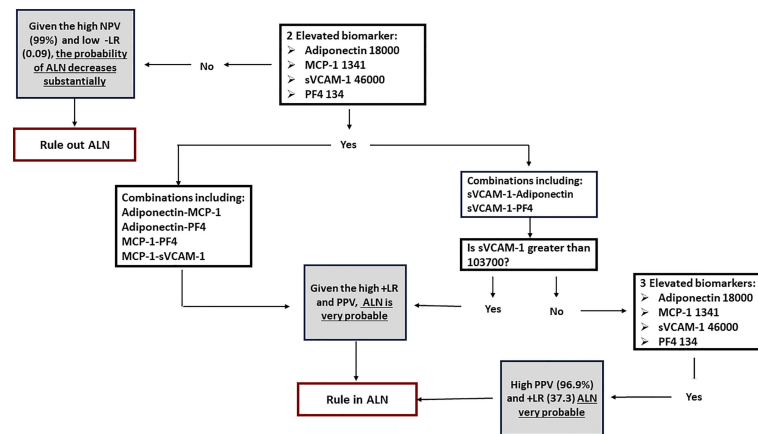 Given the high NPV
(99%) and low -LR
(0.09), the probability
of ALN decreases
substantially
No
2 Elevated biomarker:
➢ Adiponectin 18000
➢ MCP-1 1341
➢ sVCAM-1 46000
➢ PF4 134
Rule out ALN
Yes
Combinations including:
Adiponectin-MCP-1
Adiponectin-PF4
MCP-1-PF4
MCP-1-sVCAM-1
Combinations including:
sVCAM-1-Adiponectin
sVCAM-1-PF4
Is sVCAM-1 greater than
103700?
Given the high +LR
and PPV, ALN is
very probable
Yes
No
3 Elevated biomarkers:
➢ Adiponectin 18000
➢ MCP-1 1341
➢ sVCAM-1 46000
➢ PF4 134
Rule in ALN
High PPV (96.9%)
and +LR (37.3) ALN
very probable
Yes